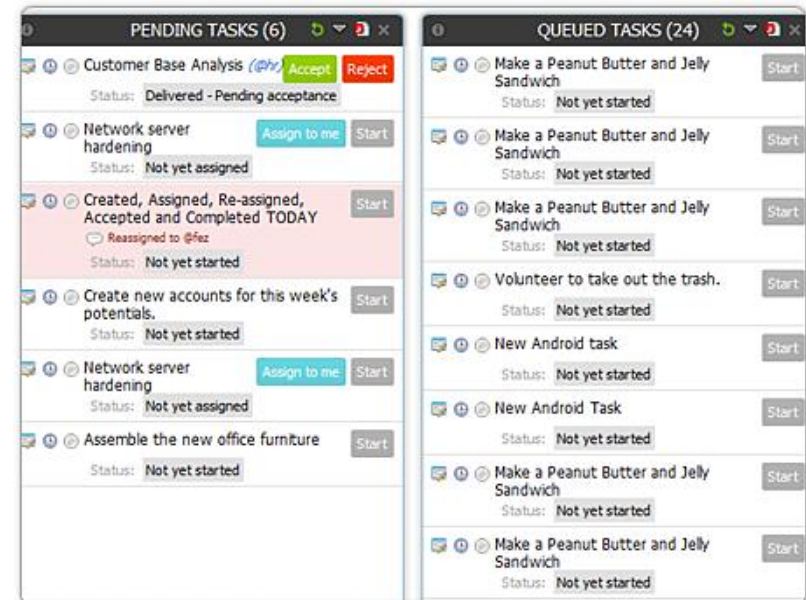 PENDING TASKS (6)
Customer Base Analysis (@hr)
Accept
Reject
Status: Delivered - Pending acceptance
Network server
hardening
Assign to me
Start
Status: Not yet assigned
Created, Assigned, Re-assigned,
Accepted and Completed TODAY
Start
Reassigned to @fez
Status: Not yet started
Create new accounts for this week's
potentials.
Start
Status: Not yet started
Network server
hardening
Assign to me
Start
Status: Not yet assigned
Assemble the new office furniture
Start
Status: Not yet started
QUEUED TASKS (24)
Make a Peanut Butter and Jelly
Sandwich
Start
Status: Not yet started
Make a Peanut Butter and Jelly
Sandwich
Start
Status: Not yet started
Make a Peanut Butter and Jelly
Sandwich
Start
Status: Not yet started
Volunteer to take out the trash.
Start
Status: Not yet started
New Android task
Start
Status: Not yet started
New Android Task
Start
Status: Not yet started
Make a Peanut Butter and Jelly
Sandwich
Start
Status: Not yet started
Make a Peanut Butter and Jelly
Sandwich
Start
Status: Not yet started